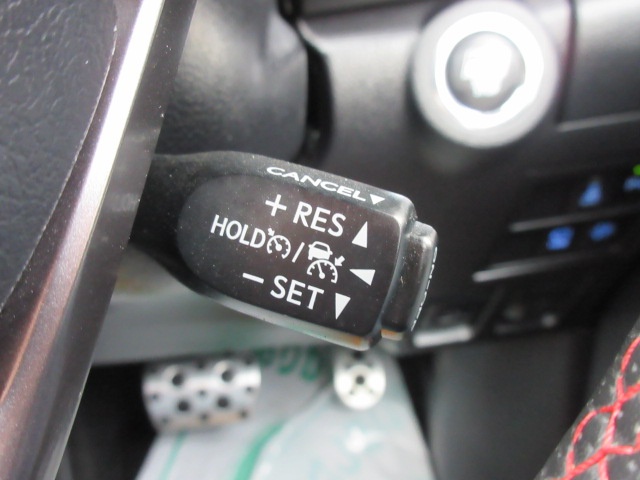 CANCEL▼
+ RES ▲
HOLD / ◀
− SET ▼